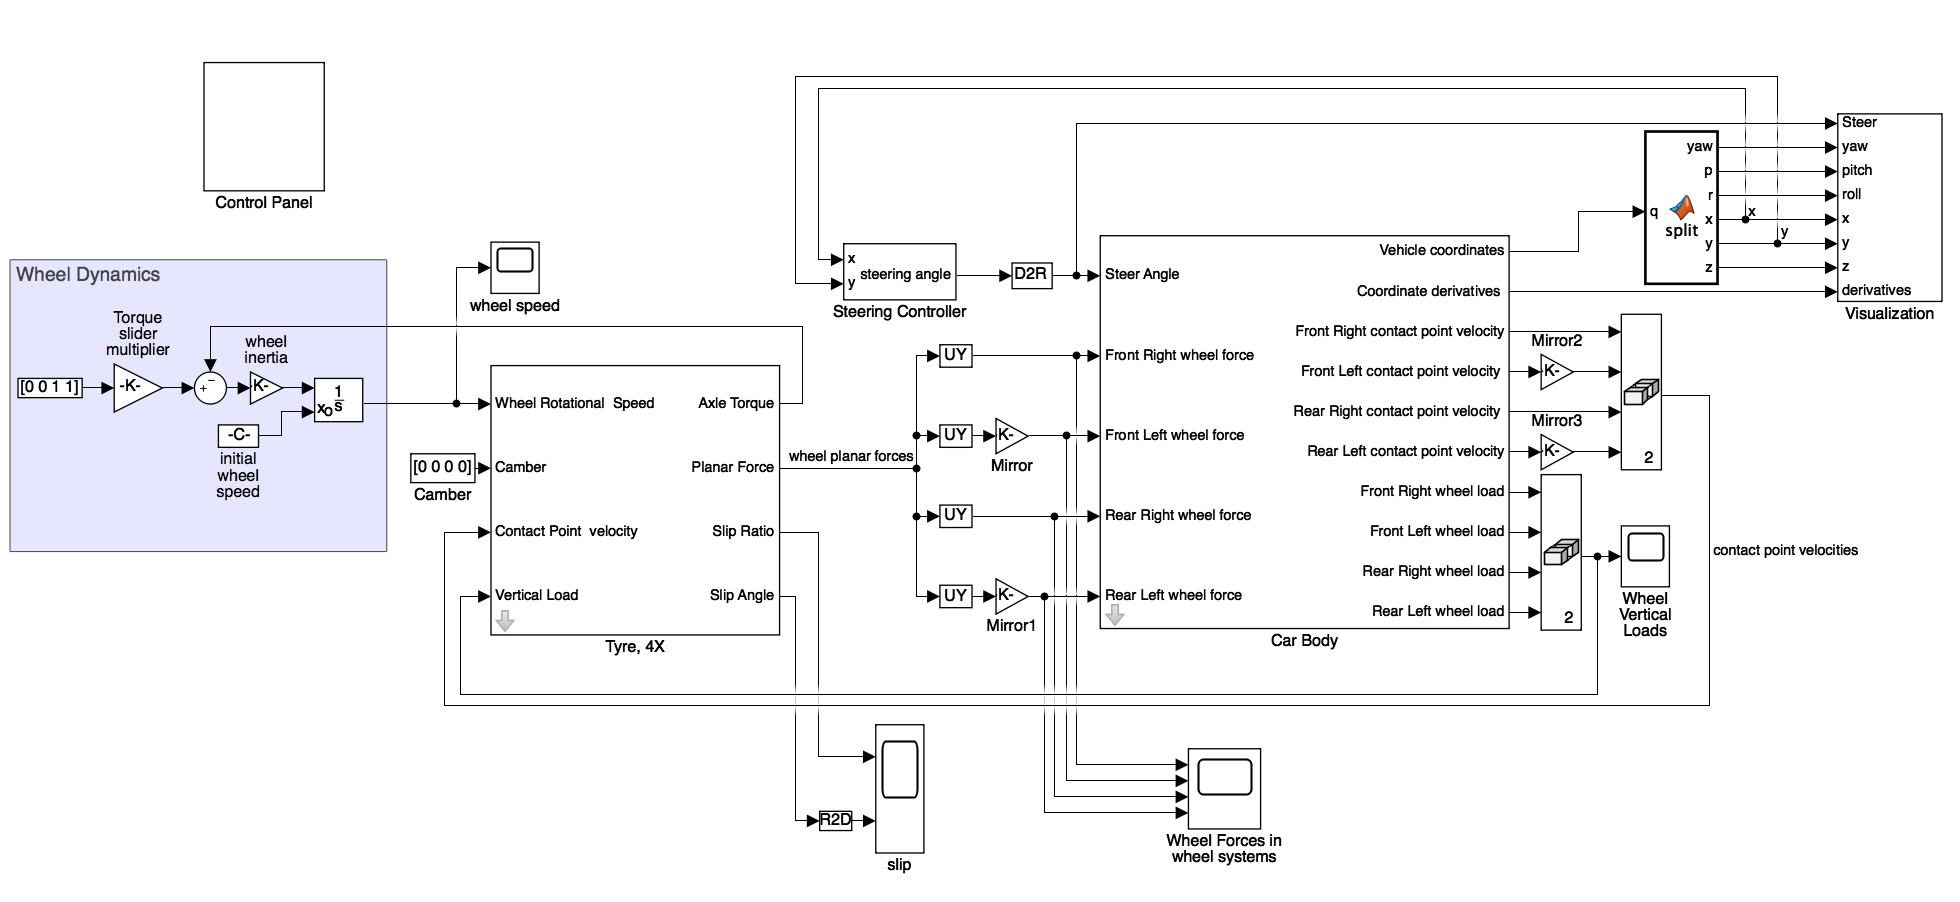 Control Panel
Wheel Dynamics
Torque
slider
multiplier
wheel
inertia
[0 0 1 1]
-K-
+
−
K-
1
s
xo
-C-
initial
wheel
speed
wheel speed
[0 0 0 0]
Camber
Wheel Rotational  Speed
Camber
Contact Point  velocity
Vertical Load
Axle Torque
Planar Force
Slip Ratio
Slip Angle
Tyre, 4X
wheel planar forces
R2D
slip
x
y
steering angle
Steering Controller
D2R
UY
UY
K-
Mirror
UY
UY
K-
Mirror1
Steer Angle
Front Right wheel force
Front Left wheel force
Rear Right wheel force
Rear Left wheel force
Vehicle coordinates
Coordinate derivatives
Front Right contact point velocity
Front Left contact point velocity
Rear Right contact point velocity
Rear Left contact point velocity
Front Right wheel load
Front Left wheel load
Rear Right wheel load
Rear Left wheel load
Car Body
Wheel Forces in
wheel systems
Mirror2
K-
Mirror3
K-
2
2
Wheel
Vertical
Loads
contact point velocities
q
split
yaw
p
r
x
y
z
x
y
Steer
yaw
pitch
roll
x
y
z
derivatives
Visualization